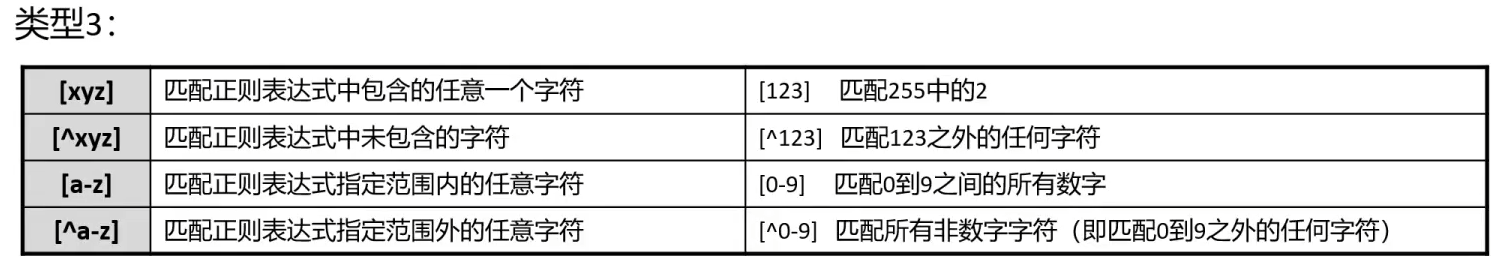 类型3：
[xyz] 匹配正则表达式中包含的任意一个字符 [123] 匹配255中的2
[^xyz] 匹配正则表达式中未包含的字符 [^123] 匹配123之外的任何字符
[a-z] 匹配正则表达式指定范围内的任意字符 [0-9] 匹配0到9之间的所有数字
[^a-z] 匹配正则表达式指定范围外的任意字符 [^0-9] 匹配所有非数字字符（即匹配0到9之外的任何字符）